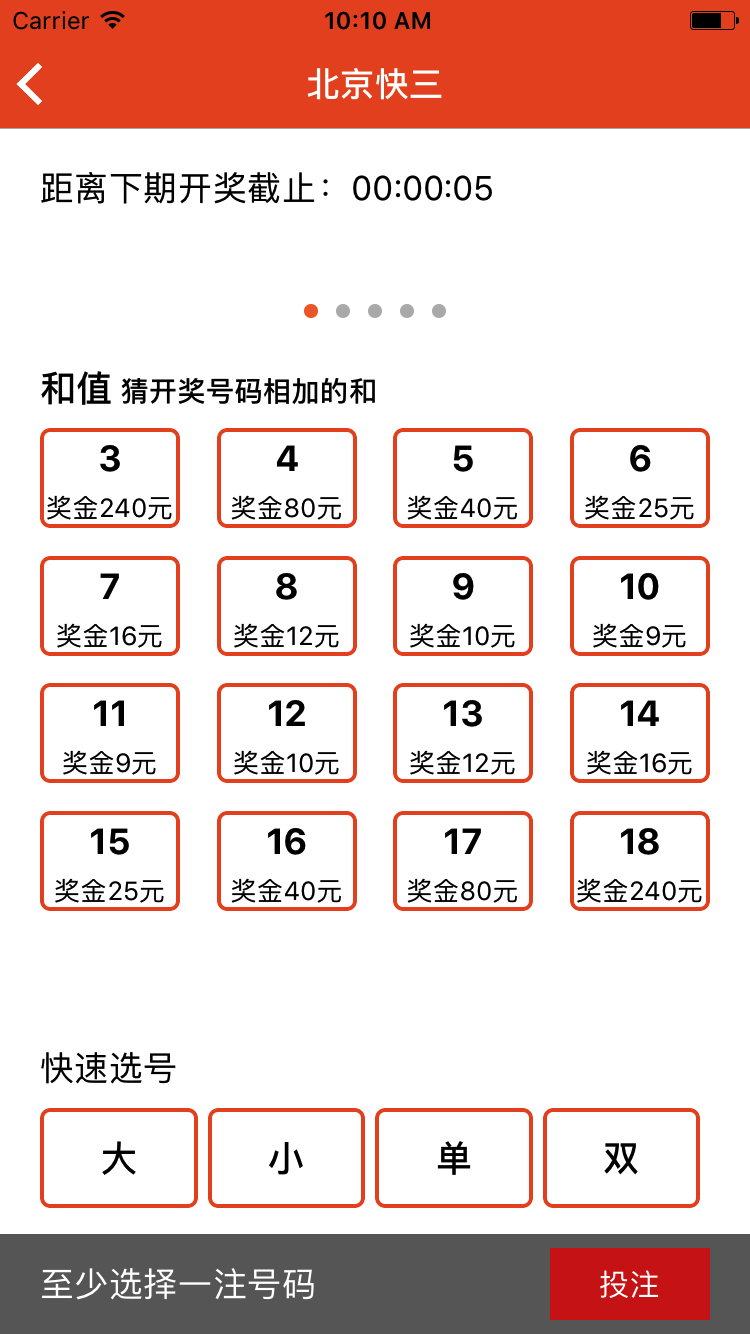 Carrier 10:10 AM
北京快三
距离下期开奖截止：00:00:05
和值 猜开奖号码相加的和
3 4 5 6
奖金240元 奖金80元 奖金40元 奖金25元
7 8 9 10
奖金16元 奖金12元 奖金10元 奖金9元
11 12 13 14
奖金9元 奖金10元 奖金12元 奖金16元
15 16 17 18
奖金25元 奖金40元 奖金80元 奖金240元
快速选号
大 小 单 双
至少选择一注号码 投注